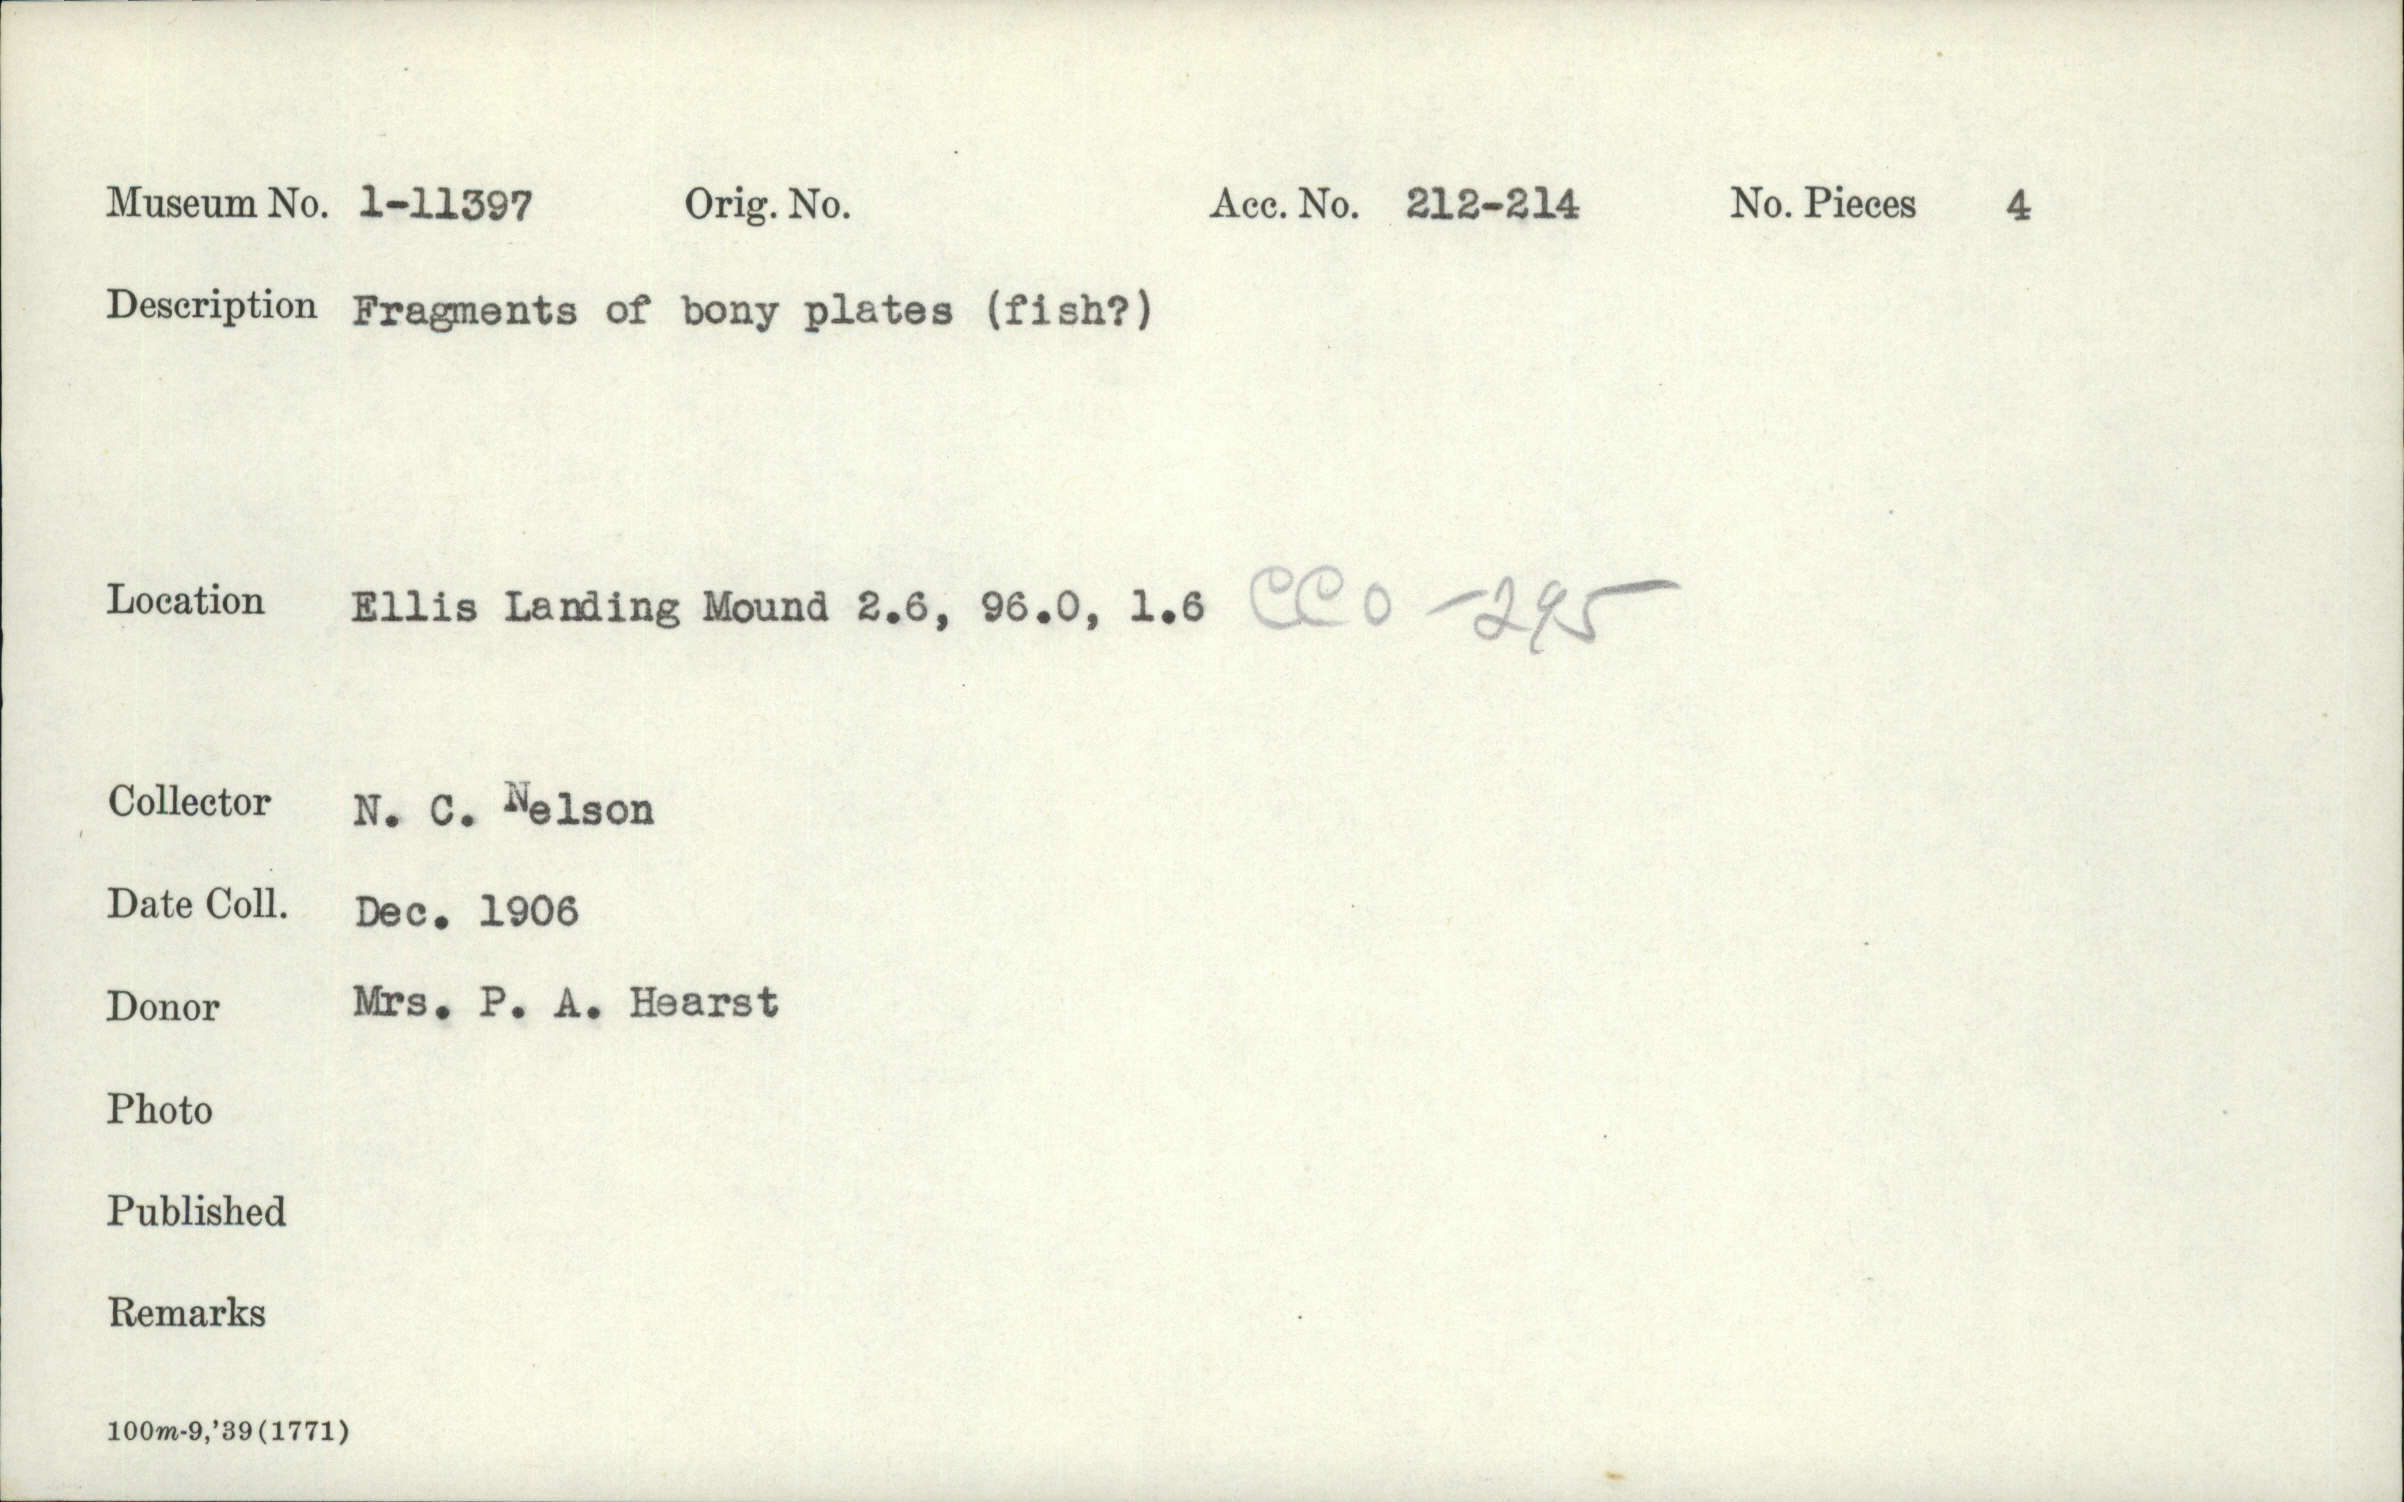 Museum No. 1-11397 Orig. No. Acc. No. 212-214 No. Pieces 4
Description Fragments of bony plates (fish?)
Location Ellis Landing Mound 2.6, 96.0, 1.6 CCO-295
Collector N. C. Nelson
Date Coll. Dec. 1906
Donor Mrs. P. A. Hearst
Photo
Published
Remarks
100m-9,'39(1771)